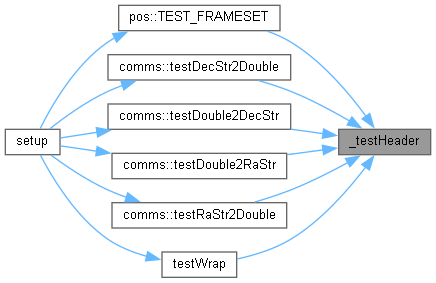 pos::TEST_FRAMESET
comms::testDecStr2Double
comms::testDouble2DecStr
setup
_testHeader
comms::testDouble2RaStr
comms::testRaStr2Double
testWrap